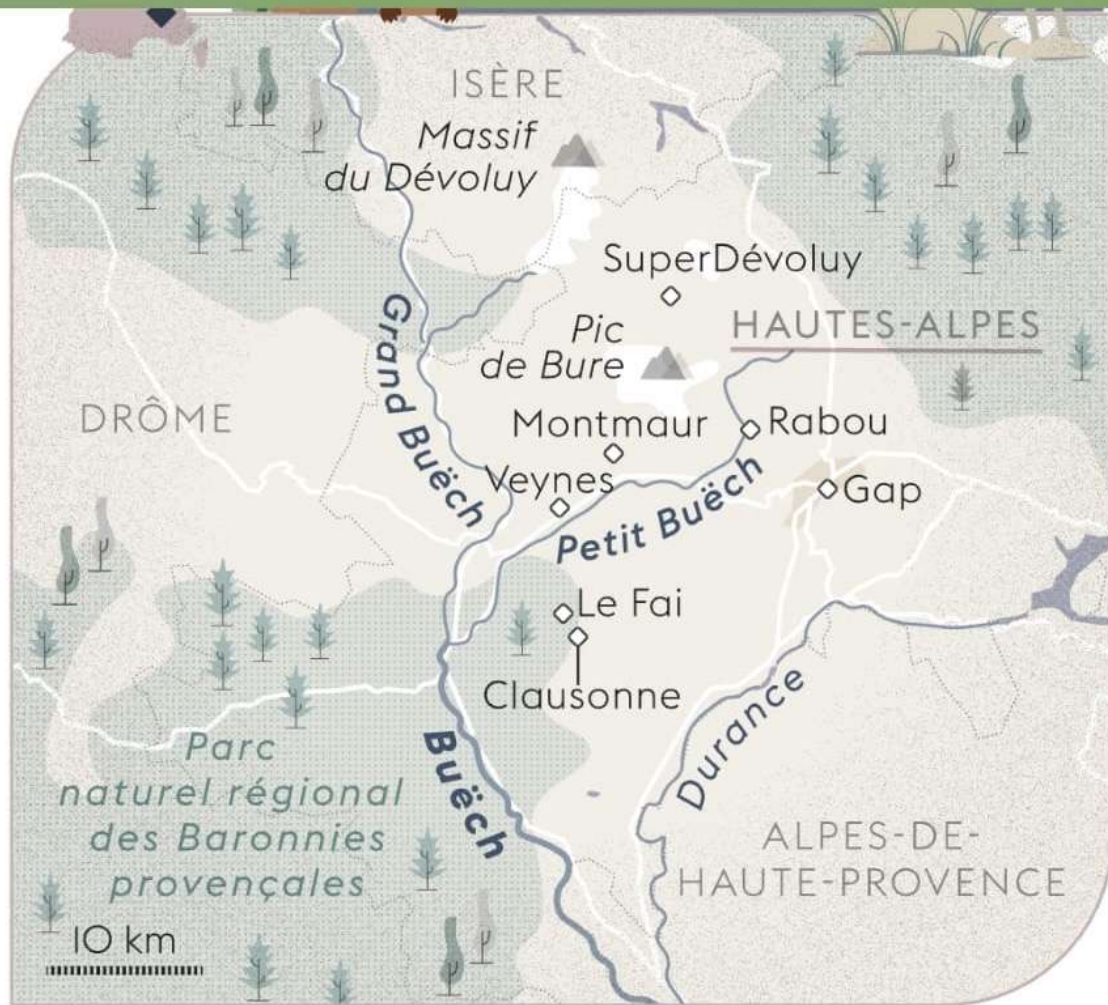 ISÈRE
Massif
du Dévoluy
SuperDévoluy
HAUTES-ALPES
Pic
de Bure
Grand Buëch
DRÔME
Montmaur
Rabou
Veynes
Gap
Petit Buëch
Le Fai
Clausonne
Durance
Buëch
Parc
naturel régional
des Baronnies
provençales
ALPES-DE-
HAUTE-PROVENCE
10 km